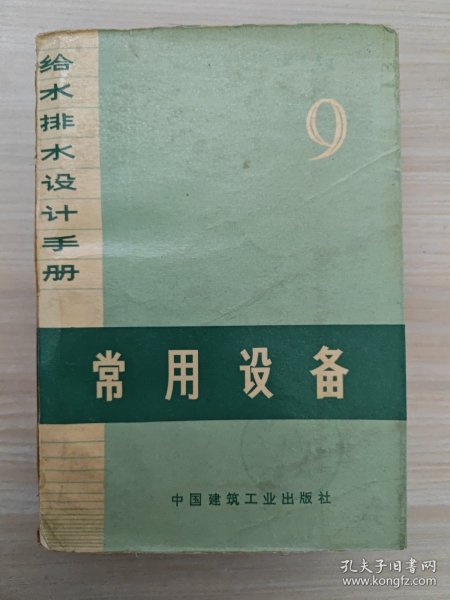 给水排水设计手册
9
常用设备
中国建筑工业出版社
孔夫子旧书网
www.kongfz.com